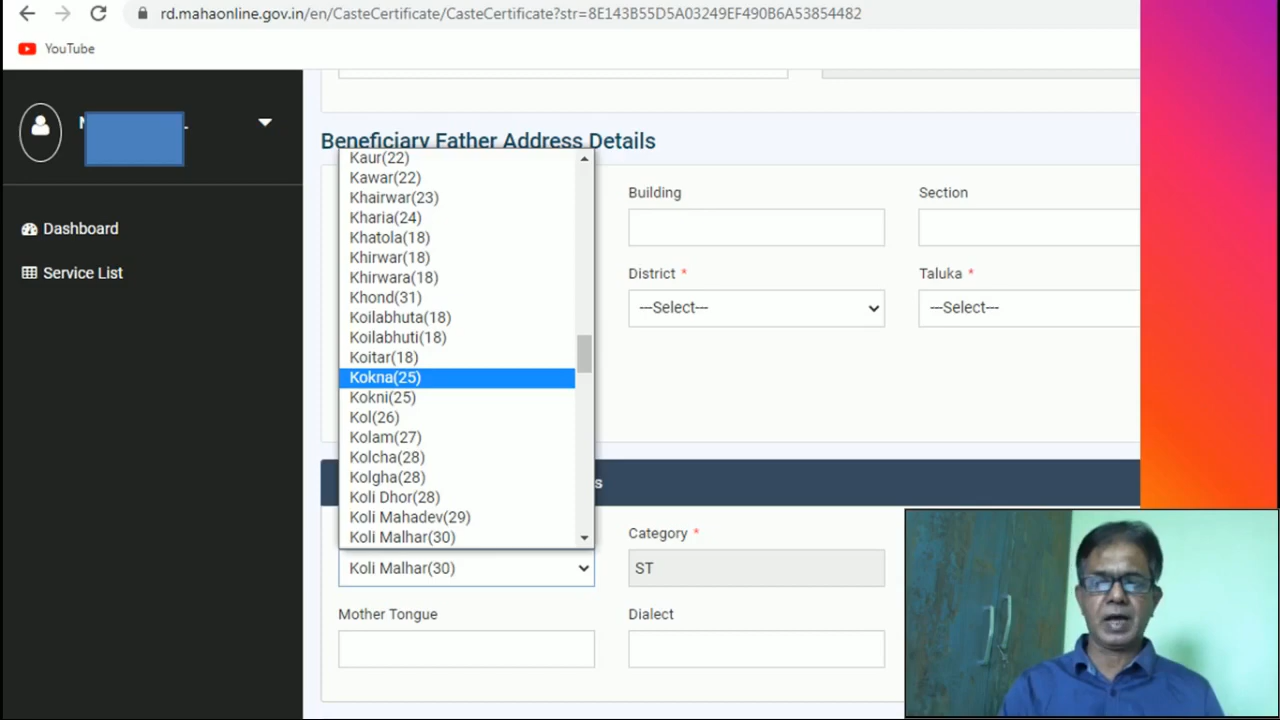 rd.mahaonline.gov.in/en/CasteCertificate/CasteCertificate?str=8E143B55D5A03249EF490B6A53854482
YouTube
Dashboard
Service List
Beneficiary Father Address Details
Building
Section
District *
Taluka *
---Select---
---Select---
Kaur(22)
Kawar(22)
Khairwar(23)
Kharia(24)
Khatola(18)
Khirwar(18)
Khirwara(18)
Khond(31)
Koilabhuta(18)
Koilabhuti(18)
Koitar(18)
Kokna(25)
Kokni(25)
Kol(26)
Kolam(27)
Kolcha(28)
Kolgha(28)
Koli Dhor(28)
Koli Mahadev(29)
Koli Malhar(30)
Category *
Koli Malhar(30)
ST
Mother Tongue
Dialect